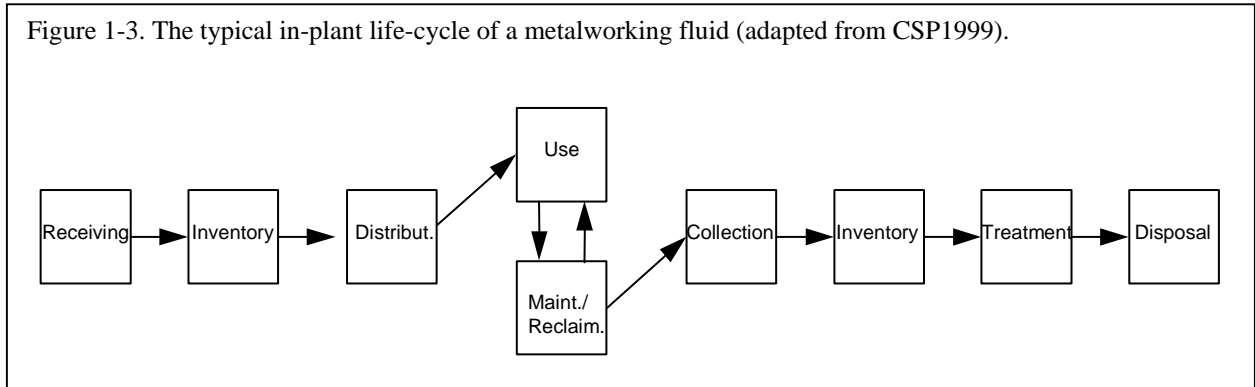 Figure 1-3. The typical in-plant life-cycle of a metalworking fluid (adapted from CSP1999).
Receiving
Inventory
Distribut.
Use
Maint./
Reclaim.
Collection
Inventory
Treatment
Disposal